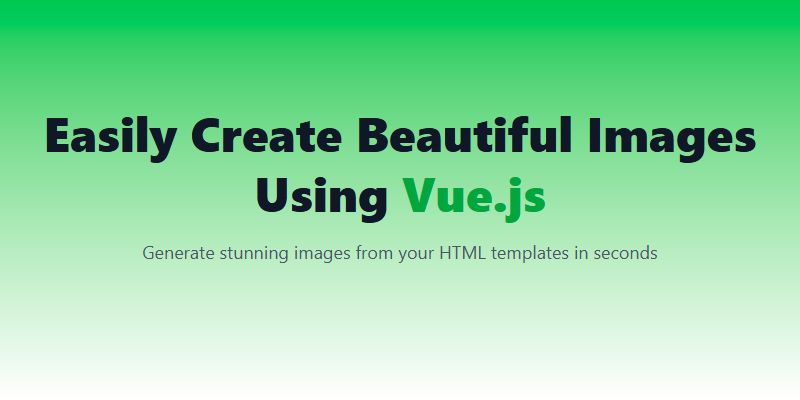 Easily Create Beautiful Images
Using Vue.js
Generate stunning images from your HTML templates in seconds